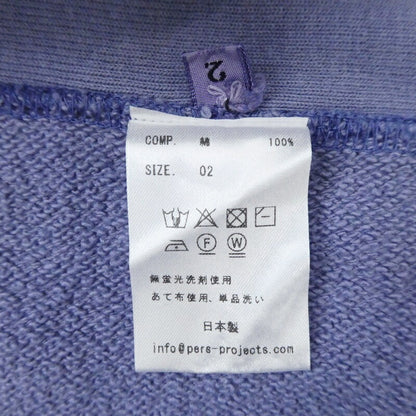 2
COMP. 綿 100%
SIZE. 02
F W
無蛍光洗剤使用
あて布使用、単品洗い
日本製
info@pers-projects.com